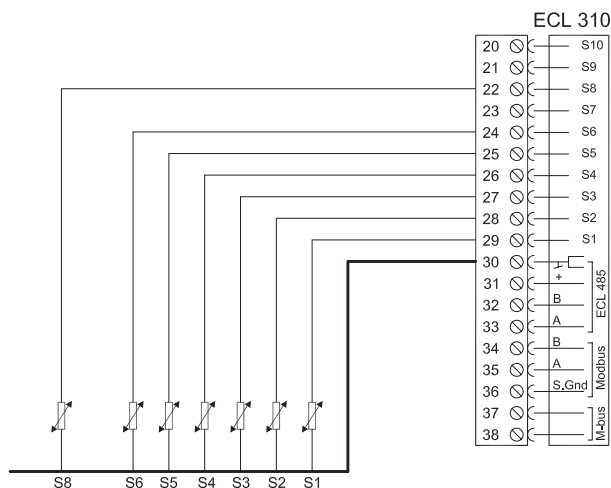 ECL 310
20 S10
21 S9
22 S8
23 S7
24 S6
25 S5
26 S4
27 S3
28 S2
29 S1
30
31 +
32 B
33 A
ECL 485
34 B
35 A
36 S.Gnd
Modbus
37
38
M-bus
S8 S6 S5 S4 S3 S2 S1